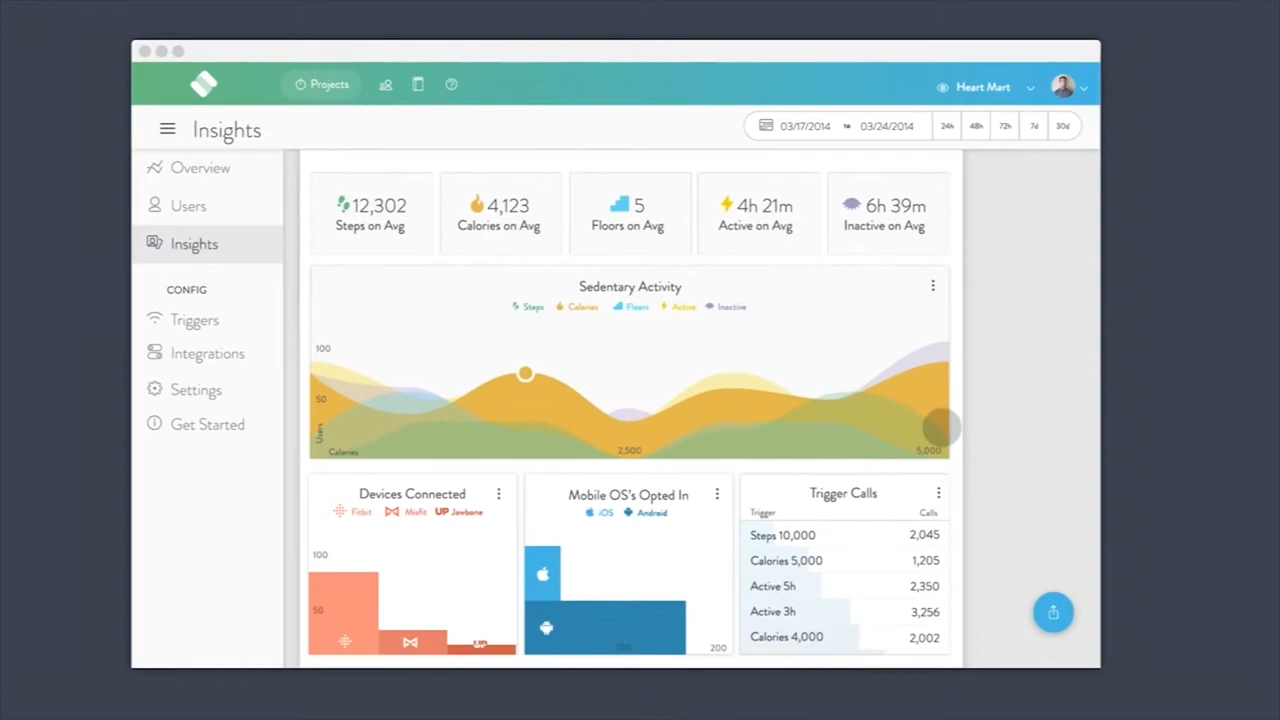 Projects
Heart Mart
Insights
03/17/2014 to 03/24/2014 24h 48h 72h 7d 30d
Overview
Users
Insights
CONFIG
Triggers
Integrations
Settings
Get Started
12,302
Steps on Avg
4,123
Calories on Avg
5
Floors on Avg
4h 21m
Active on Avg
6h 39m
Inactive on Avg
Sedentary Activity
Steps Calories Floors Active Inactive
100
50
Users
Calories 2,500 5,000
Devices Connected
Fitbit Misfit UP Jawbone
100
50
UP
Mobile OS's Opted In
iOS Android
100 200
Trigger Calls
Trigger Calls
Steps 10,000 2,045
Calories 5,000 1,205
Active 5h 2,350
Active 3h 3,256
Calories 4,000 2,002